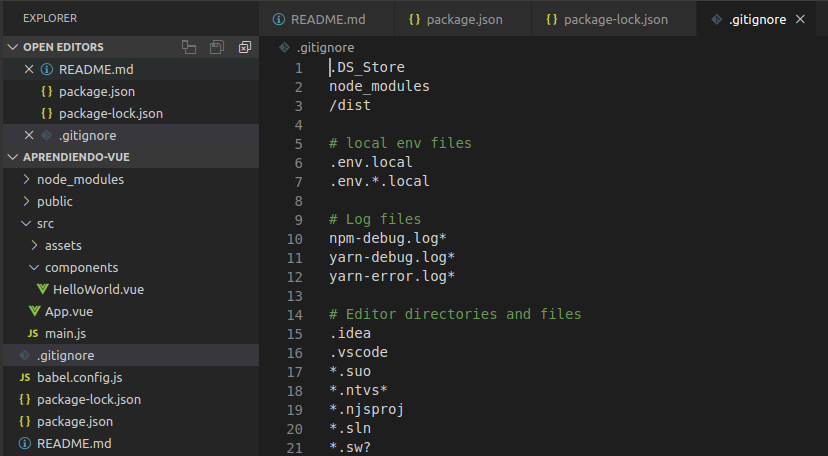 EXPLORER
OPEN EDITORS
README.md
package.json
package-lock.json
.gitignore
APRENDIENDO-VUE
node_modules
public
src
assets
components
HelloWorld.vue
App.vue
JS main.js
.gitignore
JS babel.config.js
{ } package-lock.json
{ } package.json
README.md
README.md { } package.json { } package-lock.json .gitignore
.gitignore
1 .DS_Store
2 node_modules
3 /dist
4
5 # local env files
6 .env.local
7 .env.*.local
8
9 # Log files
10 npm-debug.log*
11 yarn-debug.log*
12 yarn-error.log*
13
14 # Editor directories and files
15 .idea
16 .vscode
17 *.suo
18 *.ntvs*
19 *.njsproj
20 *.sln
21 *.sw?